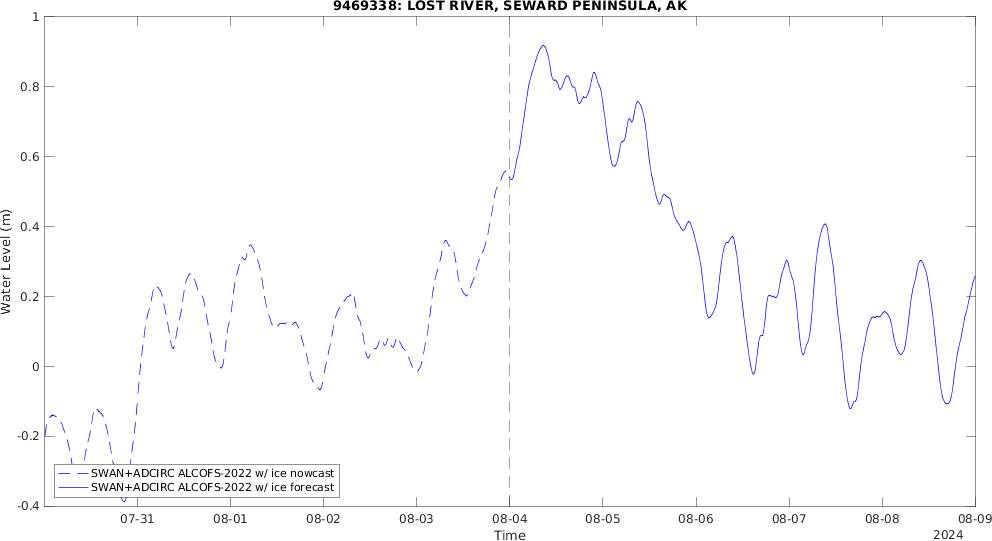 9469338: LOST RIVER, SEWARD PENINSULA, AK
Water Level (m)
1
0.8
0.6
0.4
0.2
0
-0.2
-0.4
SWAN+ADCIRC ALCOFS-2022 w/ ice nowcast
SWAN+ADCIRC ALCOFS-2022 w/ ice forecast
07-31 08-01 08-02 08-03 08-04 08-05 08-06 08-07 08-08 08-09
Time
2024